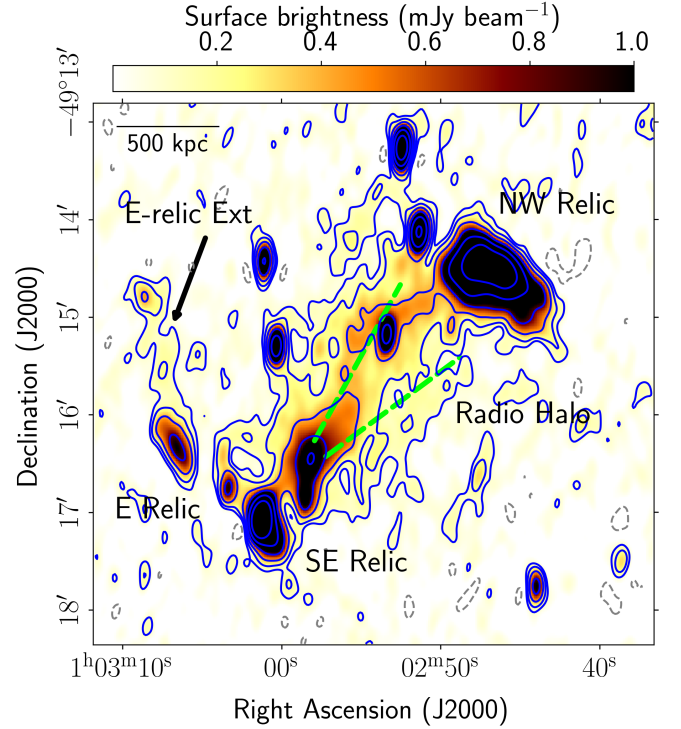 Surface brightness (mJy beam⁻¹)
0.2 0.4 0.6 0.8 1.0
−49°13′
500 kpc
NW Relic
E-relic Ext
14′
15′
16′
17′
18′
Radio Halo
E Relic
SE Relic
Declination (J2000)
1ʰ03ᵐ10ˢ 00ˢ 02ᵐ50ˢ 40ˢ
Right Ascension (J2000)